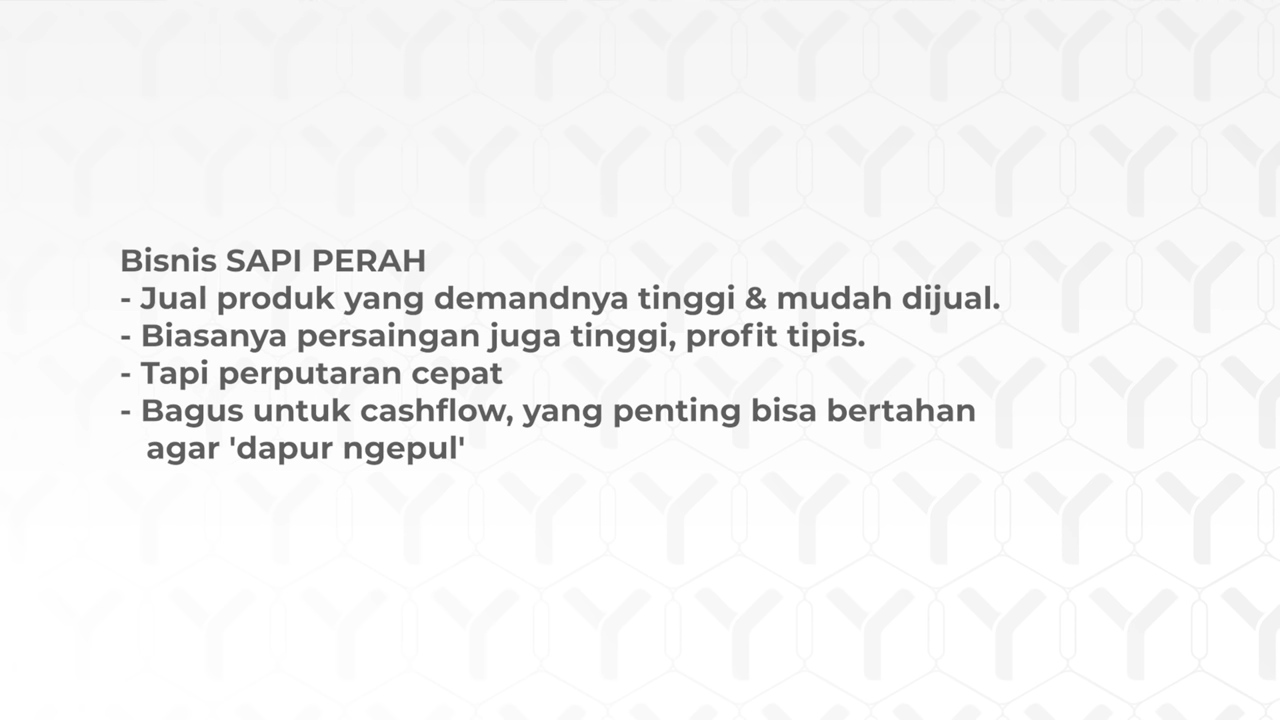 Bisnis SAPI PERAH
- Jual produk yang demandnya tinggi & mudah dijual.
- Biasanya persaingan juga tinggi, profit tipis.
- Tapi perputaran cepat
- Bagus untuk cashflow, yang penting bisa bertahan
agar 'dapur ngepul'